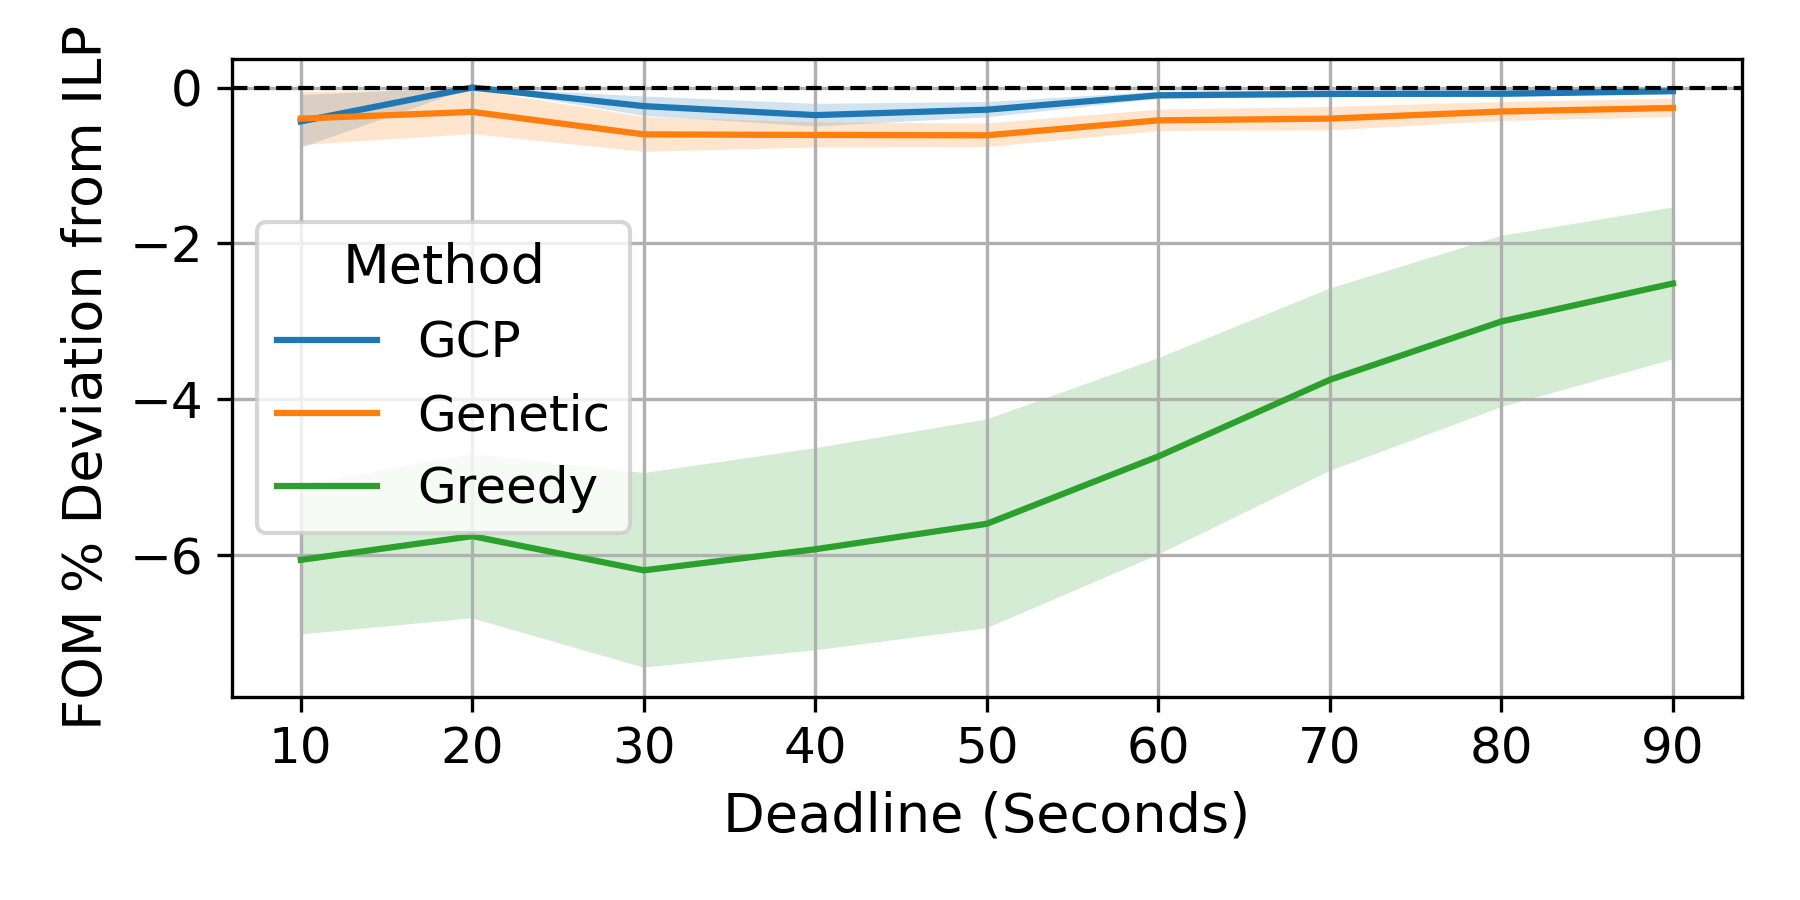 FOM % Deviation from ILP
0
−2
−4
−6
Method
GCP
Genetic
Greedy
10 20 30 40 50 60 70 80 90
Deadline (Seconds)